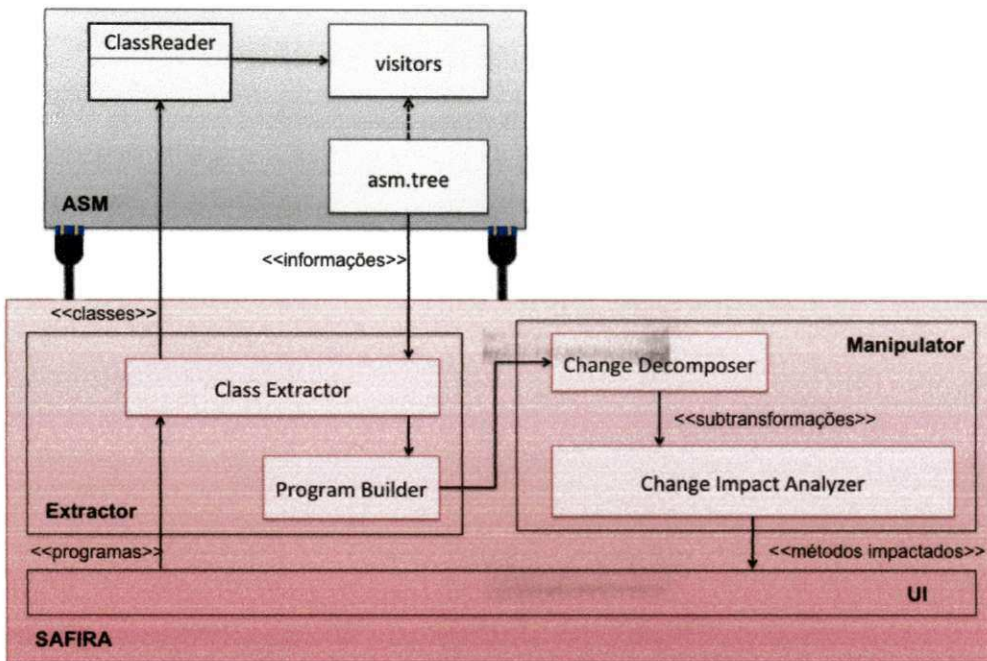 ClassReader
visitors
asm.tree
ASM
<<informações>>
<<classes>>
Manipulator
Change Decomposer
Class Extractor
<<subtransformações>>
Program Builder
Change Impact Analyzer
Extractor
<<programas>>
<<métodos impactados>>
UI
SAFIRA